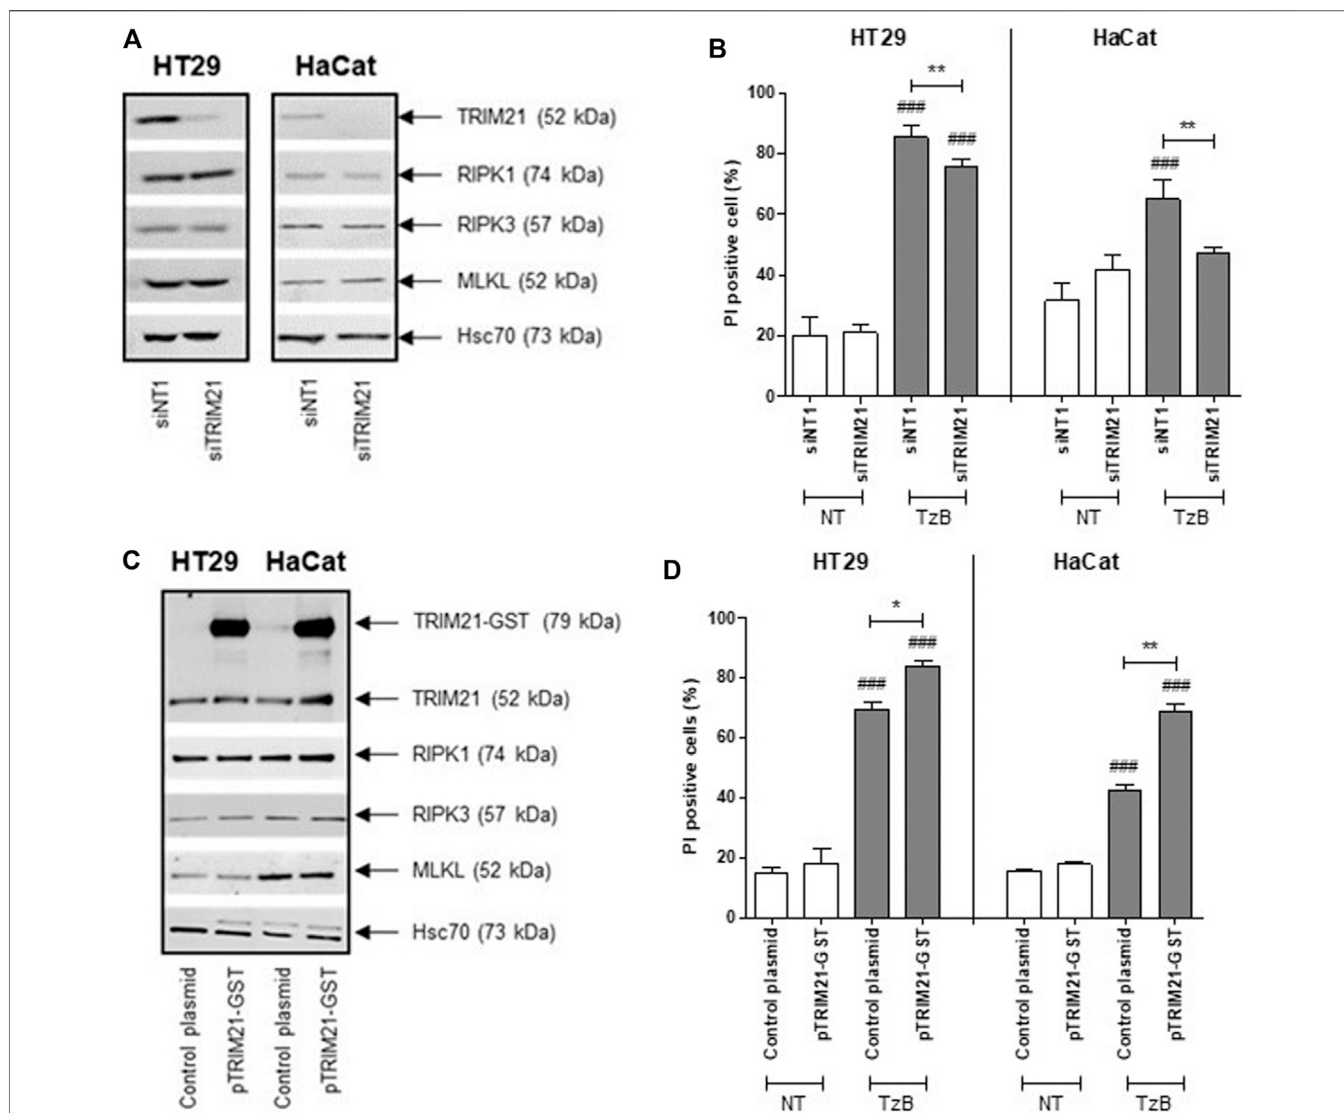 A
HT29 HaCat
TRIM21 (52 kDa)
RIPK1 (74 kDa)
RIPK3 (57 kDa)
MLKL (52 kDa)
Hsc70 (73 kDa)
siNT1
siTRIM21
siNT1
siTRIM21
B
HT29 HaCat
PI positive cell (%)
100
80
60
40
20
0
###
###
**
###
**
siNT1
siTRIM21
siNT1
siTRIM21
siNT1
siTRIM21
siNT1
siTRIM21
NT TzB NT TzB
C
HT29 HaCat
TRIM21-GST (79 kDa)
TRIM21 (52 kDa)
RIPK1 (74 kDa)
RIPK3 (57 kDa)
MLKL (52 kDa)
Hsc70 (73 kDa)
Control plasmid
pTRIM21-GST
Control plasmid
pTRIM21-GST
D
HT29 HaCat
PI positive cells (%)
100
80
60
40
20
0
###
###
*
###
###
**
Control plasmid
pTRIM21-GST
Control plasmid
pTRIM21-GST
Control plasmid
pTRIM21-GST
Control plasmid
pTRIM21-GST
NT TzB NT TzB